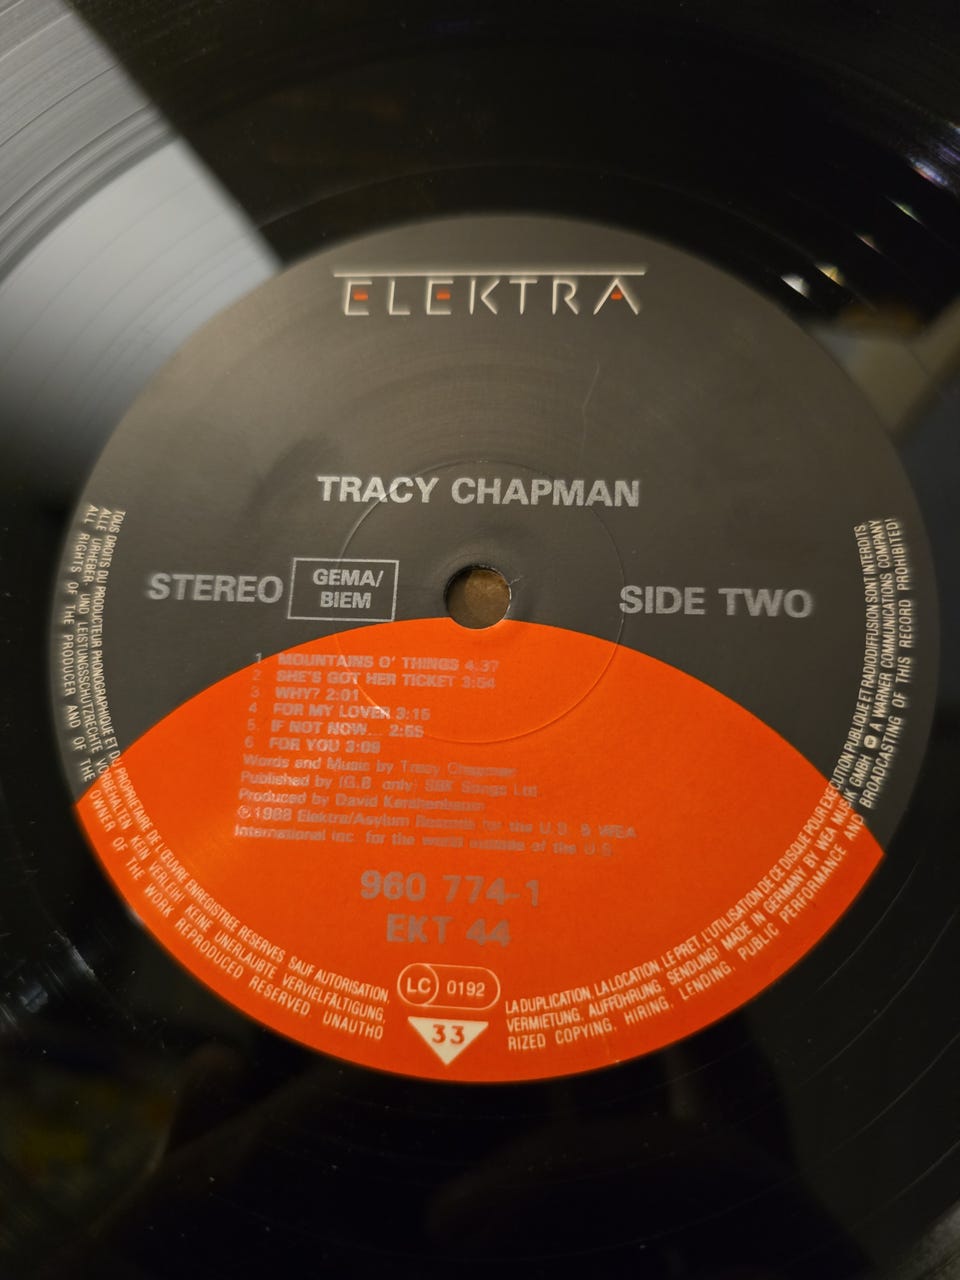 ELEKTRA
TRACY CHAPMAN
STEREO
GEMA/
BIEM
SIDE TWO
1 MOUNTAINS O' THINGS 4.37
2 SHE'S GOT HER TICKET 3:54
3 WHY? 2:01
4 FOR MY LOVER 3:15
5. IF NOT NOW... 2:55
6 FOR YOU 3:09
Words and Music by Tracy Chapman
Published by (G.B. only) SBK Songs Ltd.
Produced by David Kershenbaum
℗1988 Elektra/Asylum Records for the U.S. & WEA
International Inc. for the world outside of the U.S.
960 774-1
EKT 44
LC 0192
33
TOUS DROITS DU PRODUCTEUR PHONOGRAPHIQUE ET DU PROPRIETAIRE DE L'ŒUVRE ENREGISTREE RESERVES SAUF AUTORISATION, LA DUPLICATION, LA LOCATION, LE PRET, L'UTILISATION DE CE DISQUE POUR EXECUTION PUBLIQUE ET RADIODIFFUSION SONT INTERDITS.
ALLE URHEBER UND LEISTUNGSSCHUTZRECHTE VORBEHALTEN KEIN VERLEIH! KEINE UNERLAUBTE VERVIELFÄLTIGUNG, VERMIETUNG, AUFFÜHRUNG, SENDUNG! MADE IN GERMANY BY WEA MUSIK GMBH A WARNER COMMUNICATIONS COMPANY
ALL RIGHTS OF THE PRODUCER AND OF THE OWNER OF THE WORK REPRODUCED RESERVED, UNAUTHORIZED COPYING, HIRING, LENDING, PUBLIC PERFORMANCE AND BROADCASTING OF THIS RECORD PROHIBITED!